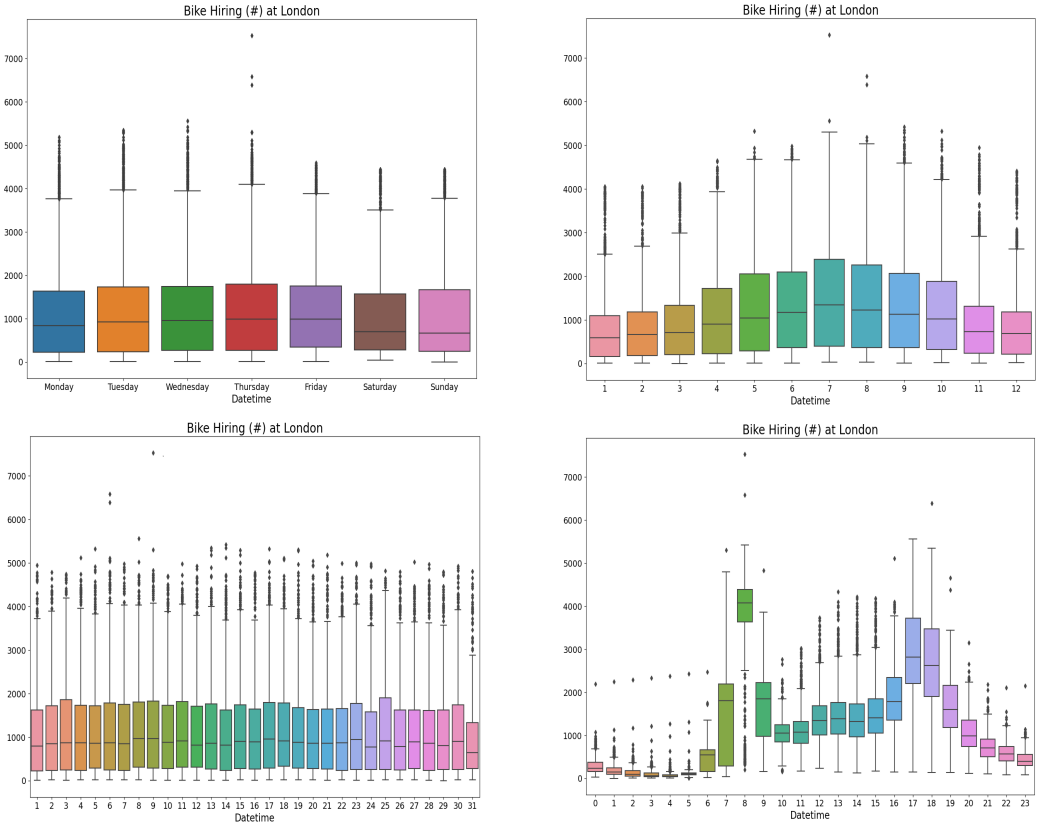 Bike Hiring (#) at London
7000
6000
5000
4000
3000
2000
1000
0
Monday Tuesday Wednesday Thursday Friday Saturday Sunday
Datetime
Bike Hiring (#) at London
7000
6000
5000
4000
3000
2000
1000
0
1 2 3 4 5 6 7 8 9 10 11 12
Datetime
Bike Hiring (#) at London
7000
6000
5000
4000
3000
2000
1000
0
1 2 3 4 5 6 7 8 9 10 11 12 13 14 15 16 17 18 19 20 21 22 23 24 25 26 27 28 29 30 31
Datetime
Bike Hiring (#) at London
7000
6000
5000
4000
3000
2000
1000
0
0 1 2 3 4 5 6 7 8 9 10 11 12 13 14 15 16 17 18 19 20 21 22 23
Datetime